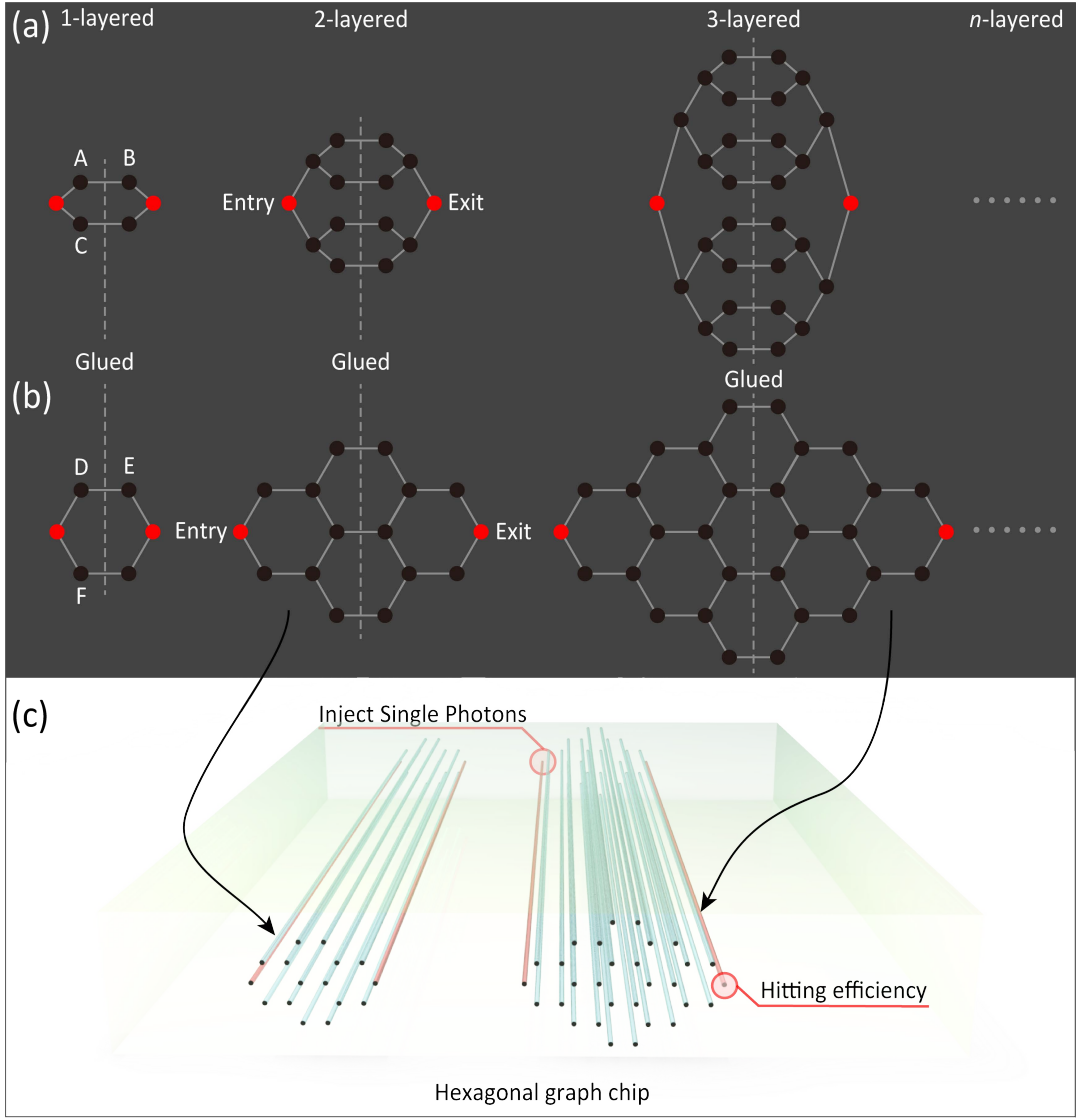 (a) 1-layered 2-layered 3-layered n-layered
A B
Entry Exit
C
Glued Glued
Glued
(b)
D E
Entry Exit
F
(c)
Inject Single Photons
Hitting efficiency
Hexagonal graph chip